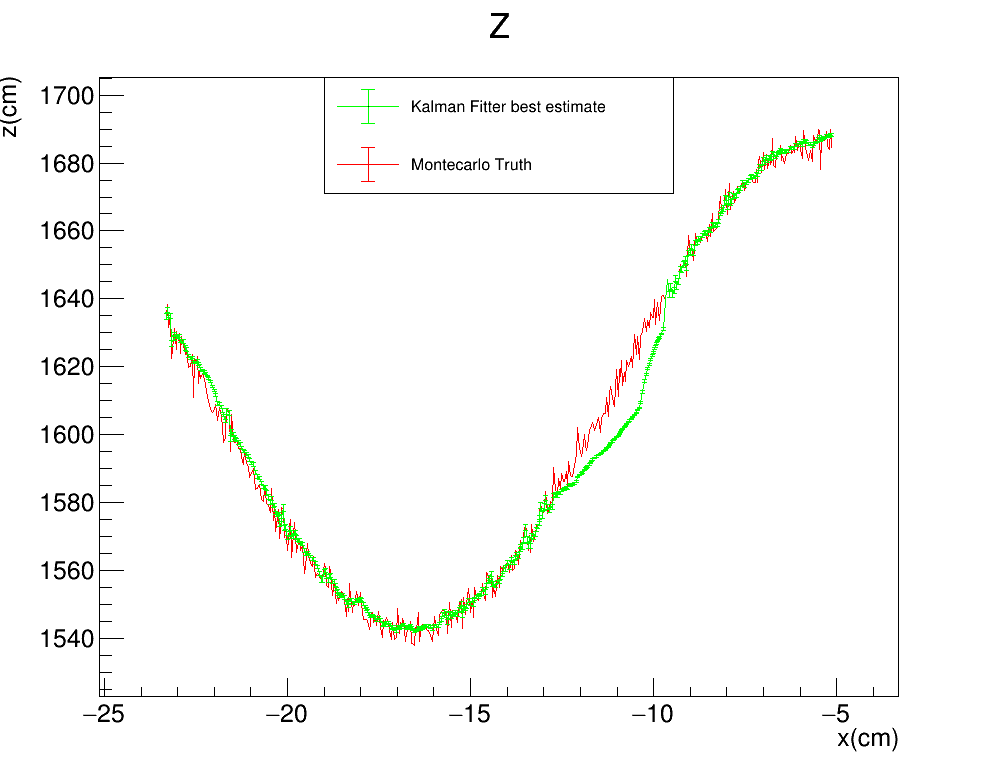 Z
z(cm)
1700
1680
1660
1640
1620
1600
1580
1560
1540
Kalman Fitter best estimate
Montecarlo Truth
−25 −20 −15 −10 −5
x(cm)